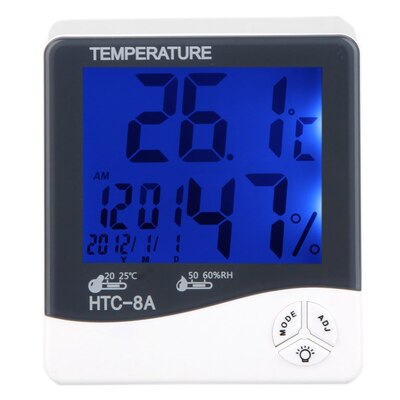 TEMPERATURE
26.1°C
AM
12 01 47%
2012/1/1
Y M D
20 25°C 50 60%RH
HTC-8A
MODE ADJ